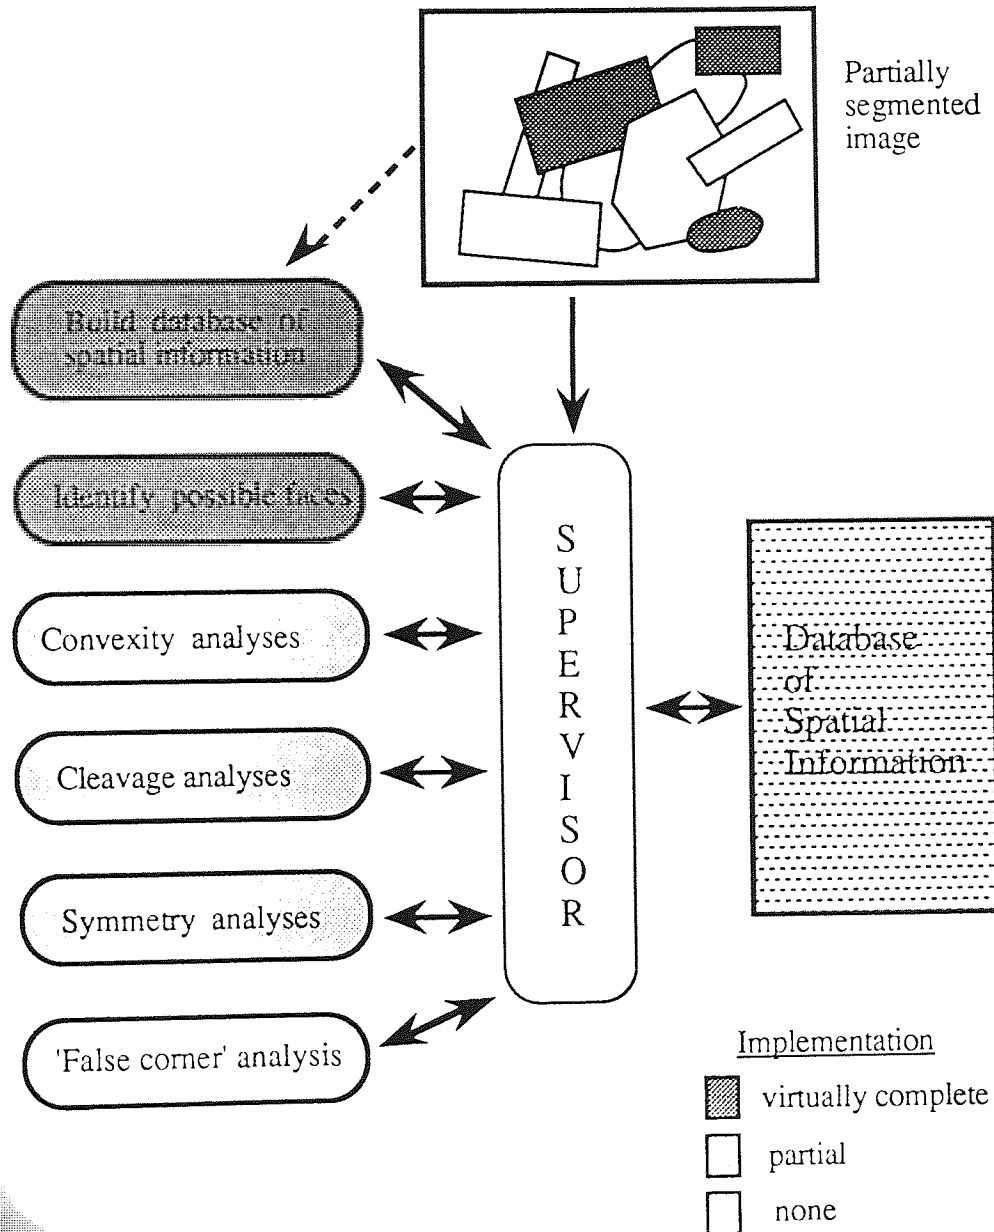 Partially
segmented
image
Build database of
spatial information
Identify possible faces
Convexity analyses
Cleavage analyses
Symmetry analyses
'False corner' analysis
S
U
P
E
R
V
I
S
O
R
Database
of
Spatial
Information
Implementation
virtually complete
partial
none